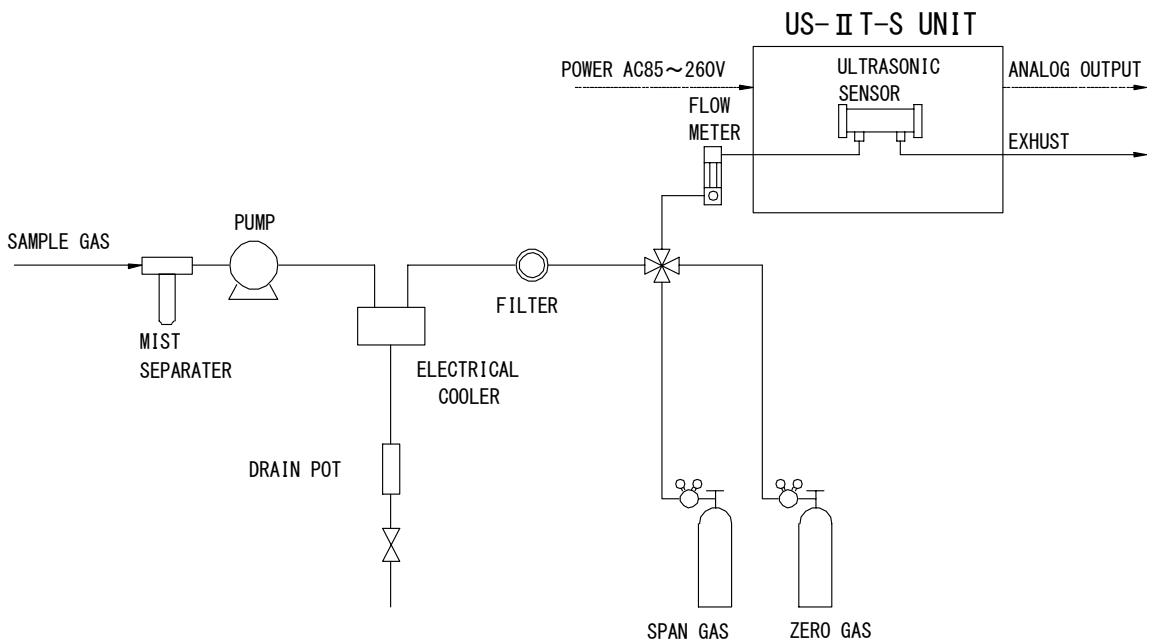 US-ⅡT-S UNIT
POWER AC85～260V
ULTRASONIC
SENSOR
ANALOG OUTPUT
FLOW
METER
EXHUST
PUMP
SAMPLE GAS
FILTER
MIST
SEPARATER
ELECTRICAL
COOLER
DRAIN POT
SPAN GAS
ZERO GAS